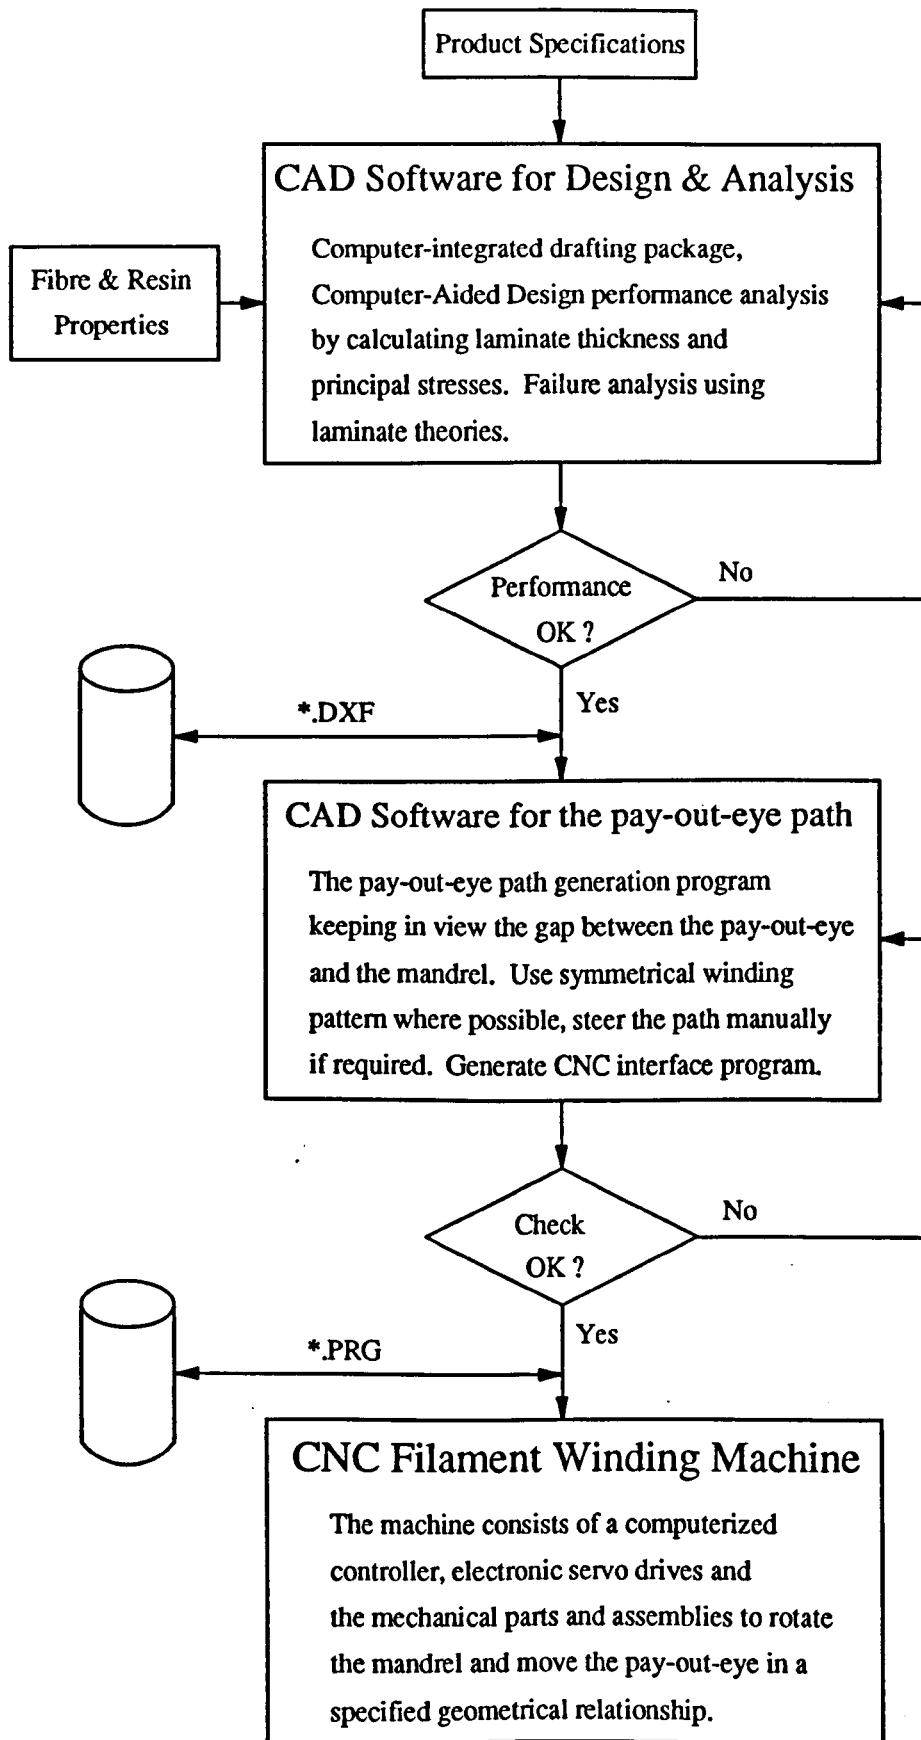 Product Specifications
CAD Software for Design & Analysis
Computer-integrated drafting package,
Computer-Aided Design performance analysis
by calculating laminate thickness and
principal stresses. Failure analysis using
laminate theories.
Fibre & Resin
Properties
Performance
OK ?
No
Yes
*.DXF
CAD Software for the pay-out-eye path
The pay-out-eye path generation program
keeping in view the gap between the pay-out-eye
and the mandrel. Use symmetrical winding
pattern where possible, steer the path manually
if required. Generate CNC interface program.
Check
OK ?
No
Yes
*.PRG
CNC Filament Winding Machine
The machine consists of a computerized
controller, electronic servo drives and
the mechanical parts and assemblies to rotate
the mandrel and move the pay-out-eye in a
specified geometrical relationship.